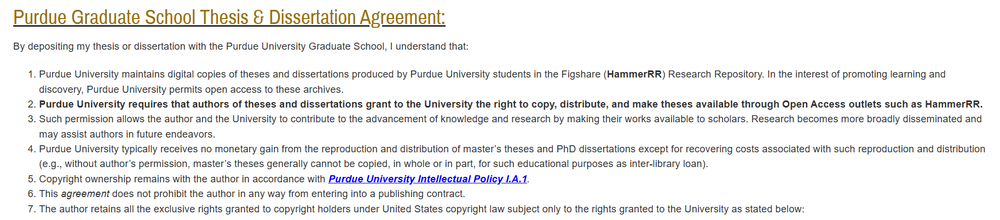 Purdue Graduate School Thesis & Dissertation Agreement:
By depositing my thesis or dissertation with the Purdue University Graduate School, I understand that:
1. Purdue University maintains digital copies of theses and dissertations produced by Purdue University students in the Figshare (HammerRR) Research Repository. In the interest of promoting learning and
discovery, Purdue University permits open access to these archives.
2. Purdue University requires that authors of theses and dissertations grant to the University the right to copy, distribute, and make theses available through Open Access outlets such as HammerRR.
3. Such permission allows the author and the University to contribute to the advancement of knowledge and research by making their works available to scholars. Research becomes more broadly disseminated and
may assist authors in future endeavors.
4. Purdue University typically receives no monetary gain from the reproduction and distribution of master’s theses and PhD dissertations except for recovering costs associated with such reproduction and distribution
(e.g., without author’s permission, master’s theses generally cannot be copied, in whole or in part, for such educational purposes as inter-library loan).
5. Copyright ownership remains with the author in accordance with Purdue University Intellectual Policy I.A.1.
6. This agreement does not prohibit the author in any way from entering into a publishing contract.
7. The author retains all the exclusive rights granted to copyright holders under United States copyright law subject only to the rights granted to the University as stated below: